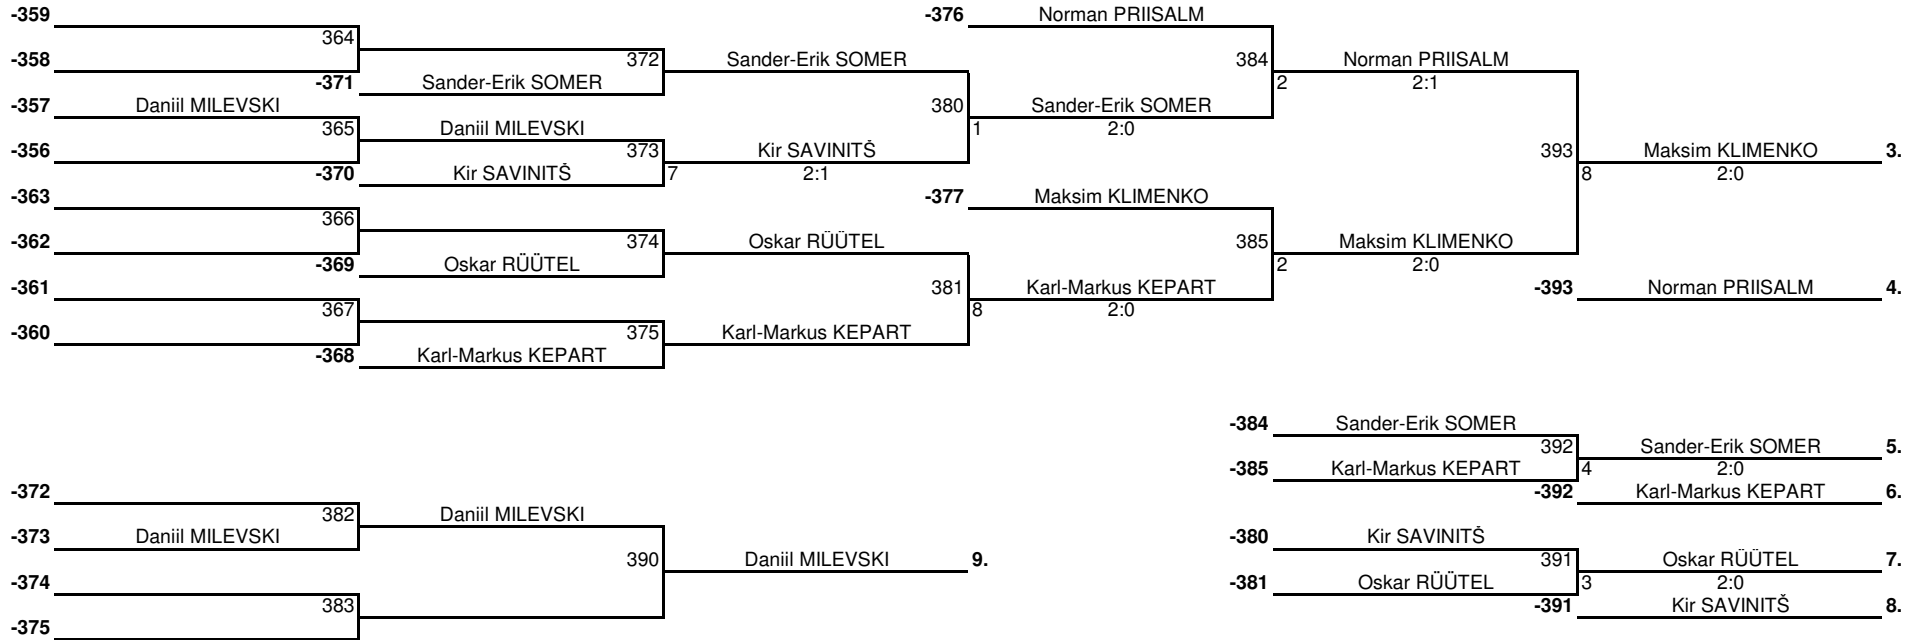 -359 -376 Norman PRIISALM
364
-358 372 Sander-Erik SOMER 384 Norman PRIISALM
-371 Sander-Erik SOMER 2 2:1
-357 Daniil MILEVSKI 380 Sander-Erik SOMER
365 Daniil MILEVSKI 1 2:0
-356 373 Kir SAVINITŠ 393 Maksim KLIMENKO 3.
-370 Kir SAVINITŠ 7 2:1 8 2:0
-363 -377 Maksim KLIMENKO
366
-362 374 Oskar RÜÜTEL 385 Maksim KLIMENKO
-369 Oskar RÜÜTEL 2 2:0
-361 381 Karl-Markus KEPART -393 Norman PRIISALM 4.
367 8 2:0
-360 375 Karl-Markus KEPART
-368 Karl-Markus KEPART
-384 Sander-Erik SOMER
392 Sander-Erik SOMER 5.
-385 Karl-Markus KEPART 4 2:0
-372 -392 Karl-Markus KEPART 6.
382 Daniil MILEVSKI
-373 Daniil MILEVSKI -380 Kir SAVINITŠ
390 Daniil MILEVSKI 9. 391 Oskar RÜÜTEL 7.
-374 -381 Oskar RÜÜTEL 3 2:0
383 -391 Kir SAVINITŠ 8.
-375